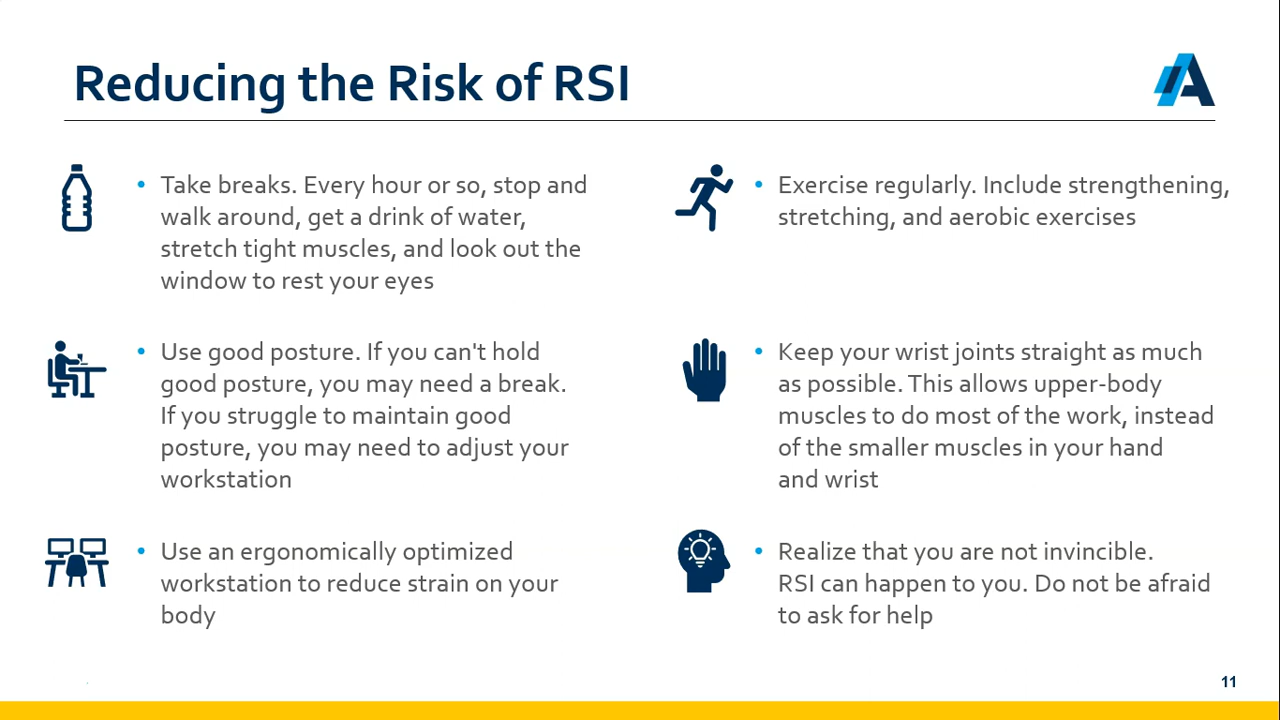 Reducing the Risk of RSI
• Take breaks. Every hour or so, stop and
walk around, get a drink of water,
stretch tight muscles, and look out the
window to rest your eyes
• Use good posture. If you can't hold
good posture, you may need a break.
If you struggle to maintain good
posture, you may need to adjust your
workstation
• Use an ergonomically optimized
workstation to reduce strain on your
body
• Exercise regularly. Include strengthening,
stretching, and aerobic exercises
• Keep your wrist joints straight as much
as possible. This allows upper-body
muscles to do most of the work, instead
of the smaller muscles in your hand
and wrist
• Realize that you are not invincible.
RSI can happen to you. Do not be afraid
to ask for help
11